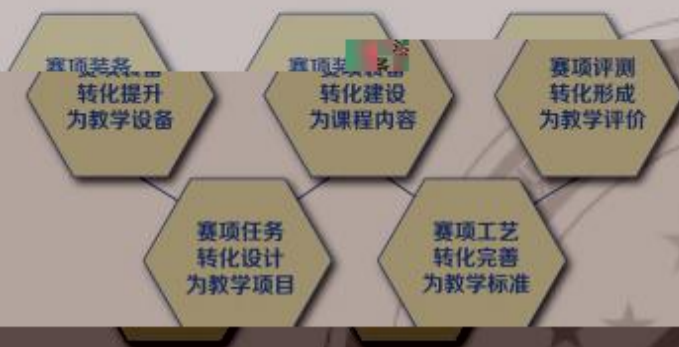 赛项装备
转化提升
为教学设备
赛项装备
转化建设
为课程内容
赛项评测
转化形成
为教学评价
赛项任务
转化设计
为教学项目
赛项工艺
转化完善
为教学标准